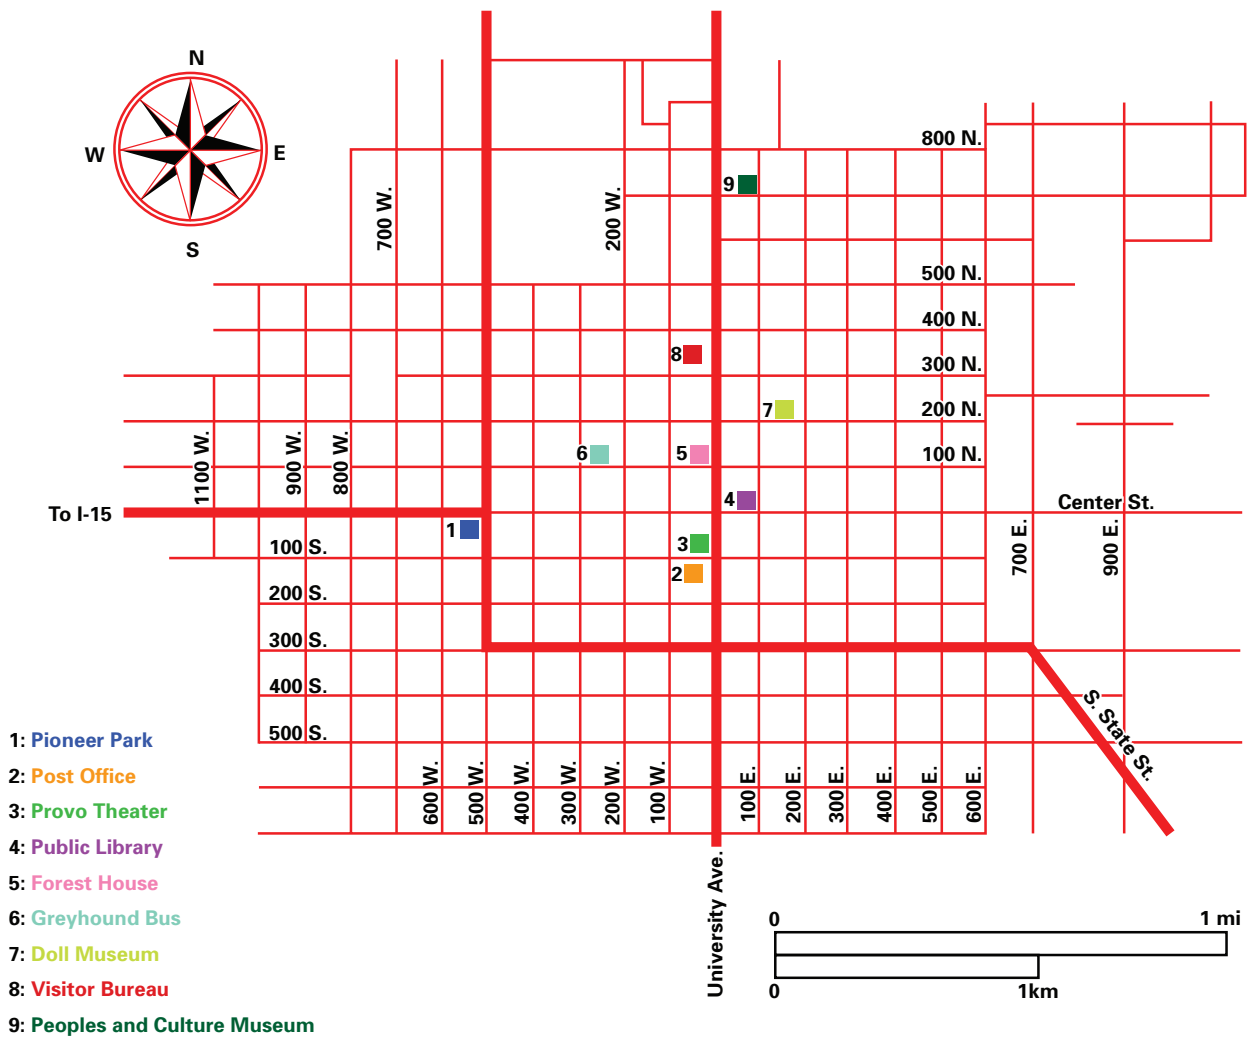 N
W
E
S
800 N.
9
700 W.
200 W.
500 N.
400 N.
8
300 N.
7
200 N.
1100 W.
900 W.
800 W.
6
5
100 N.
4
Center St.
To I-15
1
3
100 S.
700 E.
900 E.
2
200 S.
300 S.
400 S.
S. State St.
500 S.
600 W.
500 W.
400 W.
300 W.
200 W.
100 W.
100 E.
200 E.
300 E.
400 E.
500 E.
600 E.
University Ave.
1: Pioneer Park
2: Post Office
3: Provo Theater
4: Public Library
5: Forest House
6: Greyhound Bus
7: Doll Museum
8: Visitor Bureau
9: Peoples and Culture Museum
0
1 mi
0
1km